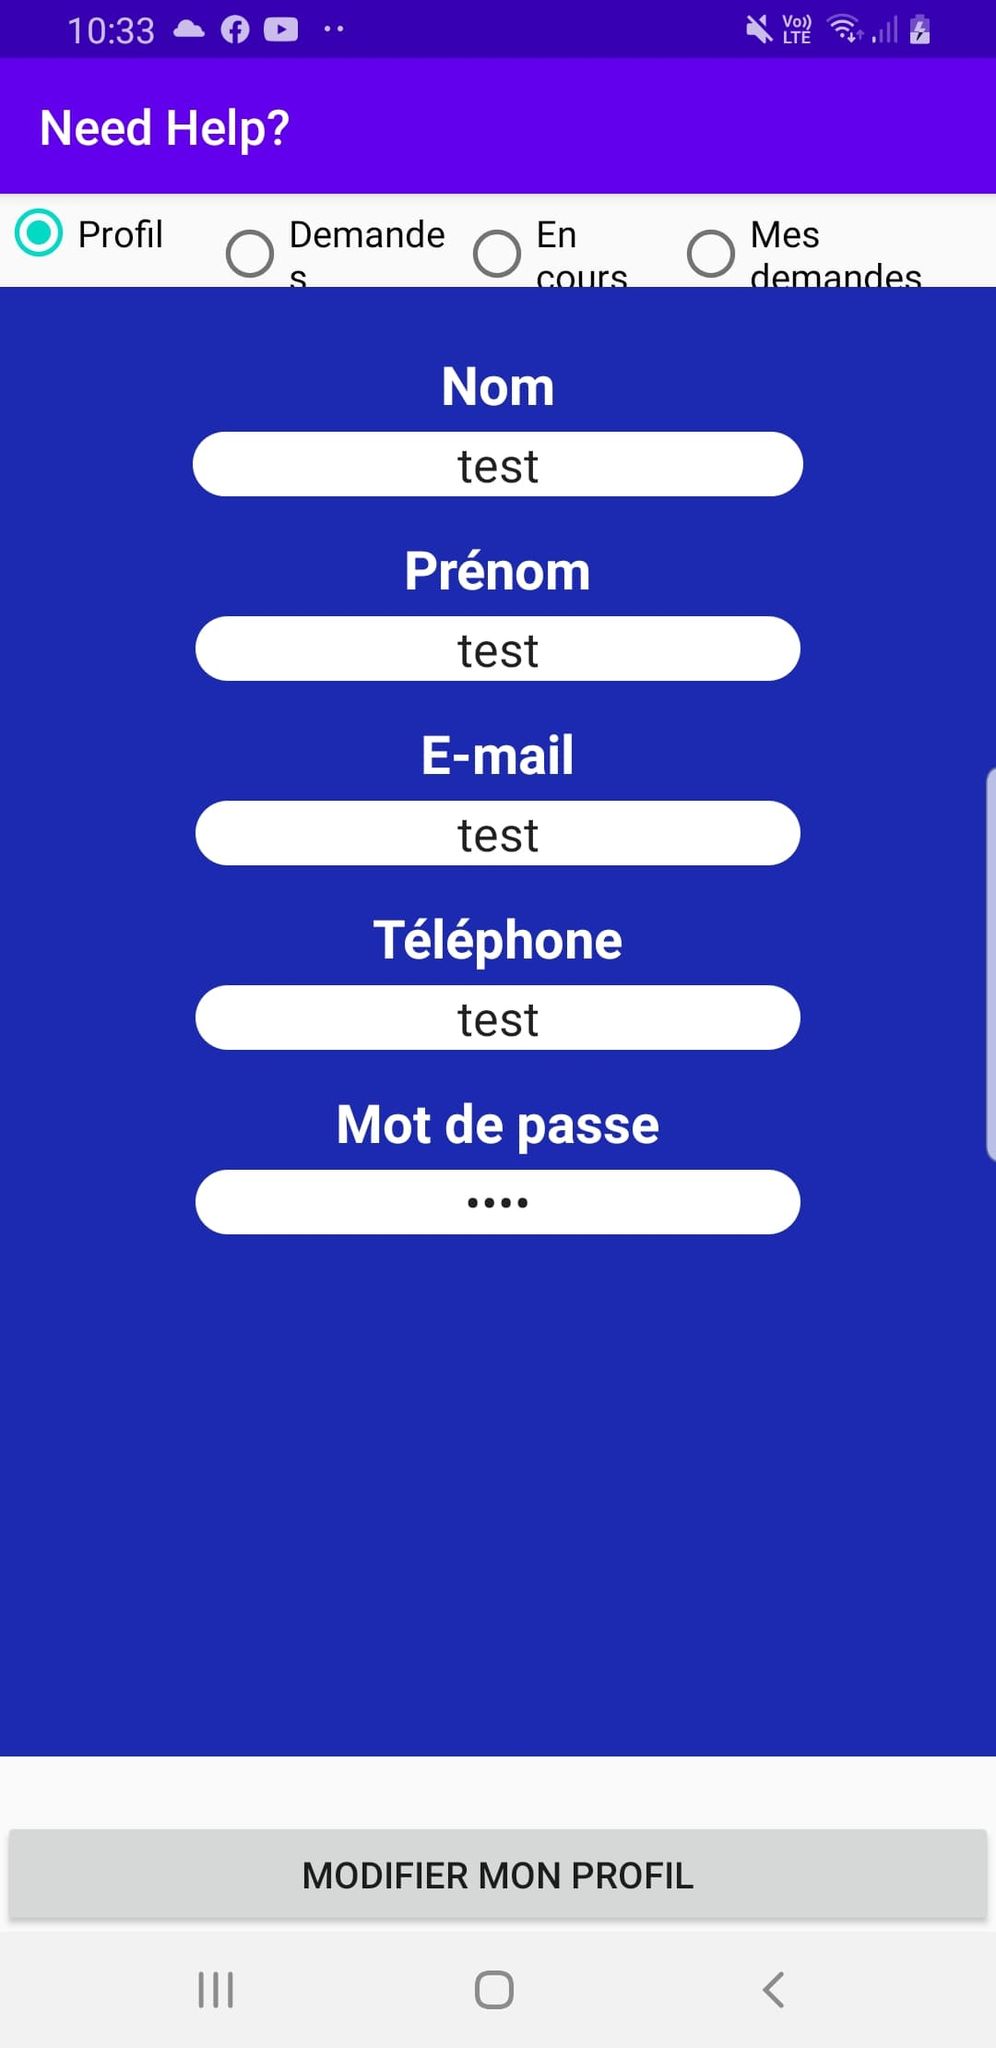 10:33
Vo))
LTE
Need Help?
Profil
Demande
s
En
cours
Mes
demandes
Nom
test
Prénom
test
E-mail
test
Téléphone
test
Mot de passe
••••
MODIFIER MON PROFIL